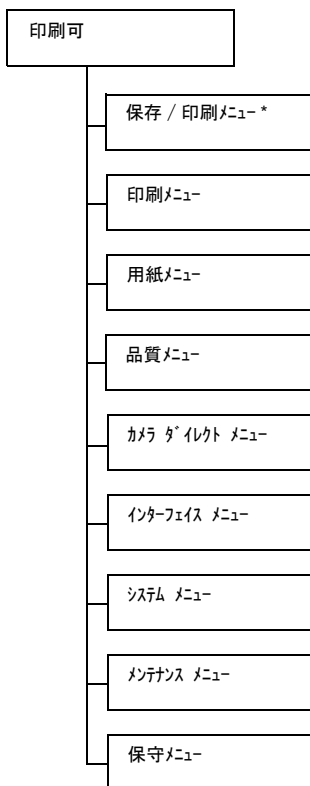 印刷可
保存 / 印刷ﾒﾆｭｰ *
印刷ﾒﾆｭｰ
用紙ﾒﾆｭｰ
品質ﾒﾆｭｰ
ｶﾒﾗ ﾀﾞｲﾚｸﾄ ﾒﾆｭｰ
ｲﾝﾀｰﾌｪｲｽ ﾒﾆｭｰ
ｼｽﾃﾑ ﾒﾆｭｰ
ﾒﾝﾃﾅﾝｽ ﾒﾆｭｰ
保守ﾒﾆｭｰ